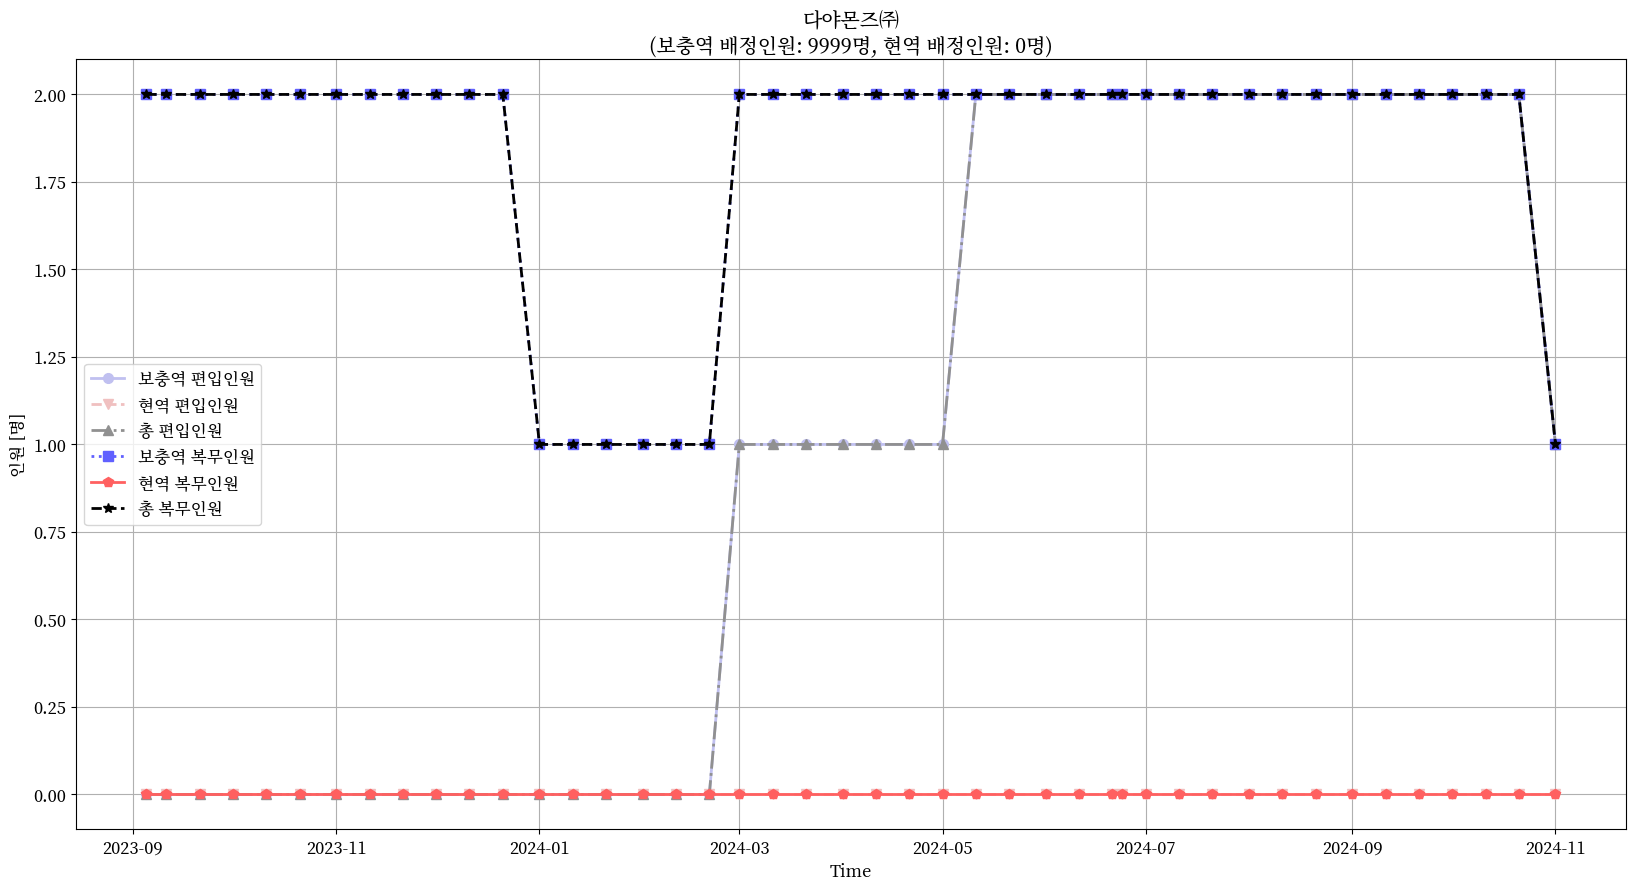 다야몬즈㈜
(보충역 배정인원: 9999명, 현역 배정인원: 0명)
2.00
1.75
1.50
1.25
1.00
0.75
0.50
0.25
0.00
인원 [명]
보충역 편입인원
현역 편입인원
총 편입인원
보충역 복무인원
현역 복무인원
총 복무인원
2023-09
2023-11
2024-01
2024-03
2024-05
2024-07
2024-09
2024-11
Time